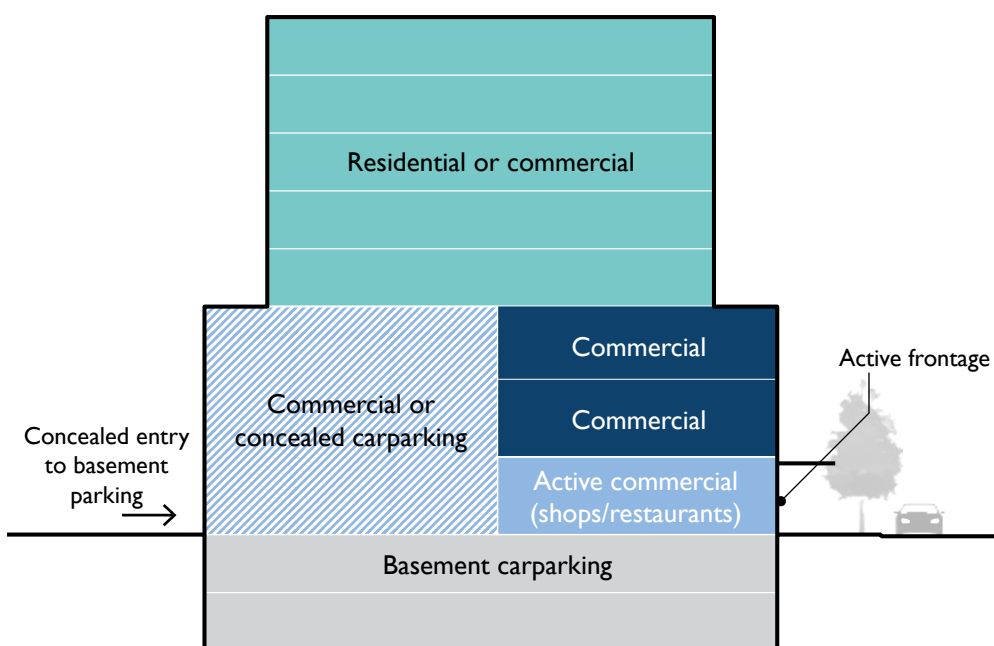 Residential or commercial
Commercial
Active frontage
Commercial or
concealed carparking
Commercial
Concealed entry
to basement
parking
Active commercial
(shops/restaurants)
Basement carparking